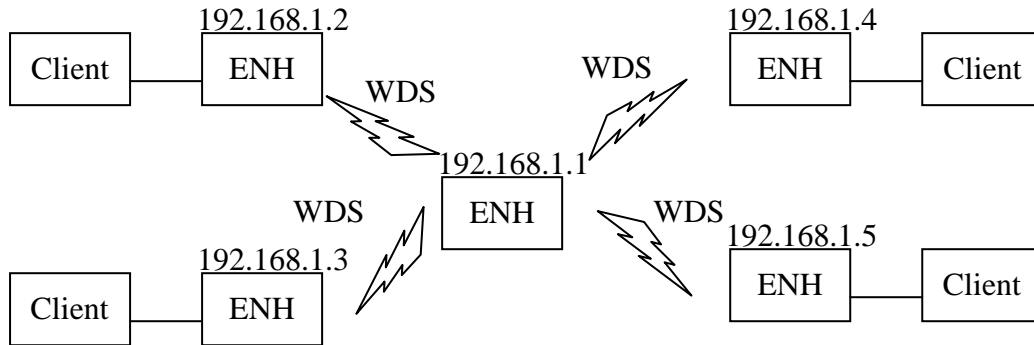 192.168.1.2
192.168.1.4
Client
ENH
WDS
WDS
ENH
Client
192.168.1.1
ENH
WDS
WDS
192.168.1.3
192.168.1.5
Client
ENH
ENH
Client